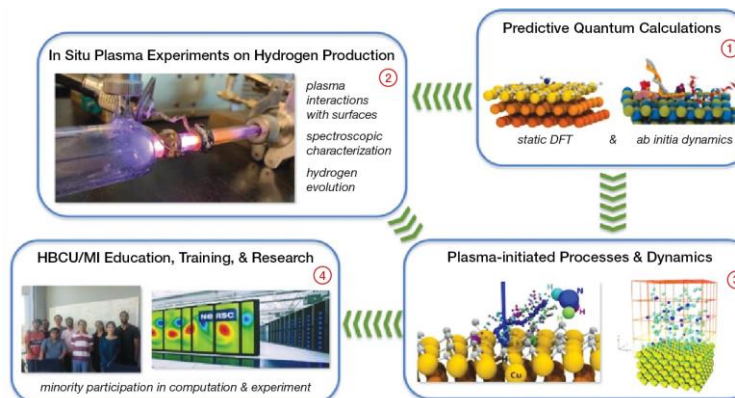 Predictive Quantum Calculations
1
static DFT & ab initia dynamics
In Situ Plasma Experiments on Hydrogen Production
2
plasma
interactions
with surfaces
spectroscopic
characterization
hydrogen
evolution
Plasma-initiated Processes & Dynamics
3
H
N
H
Cu
HBCU/MI Education, Training, & Research
4
NERSC
minority participation in computation & experiment